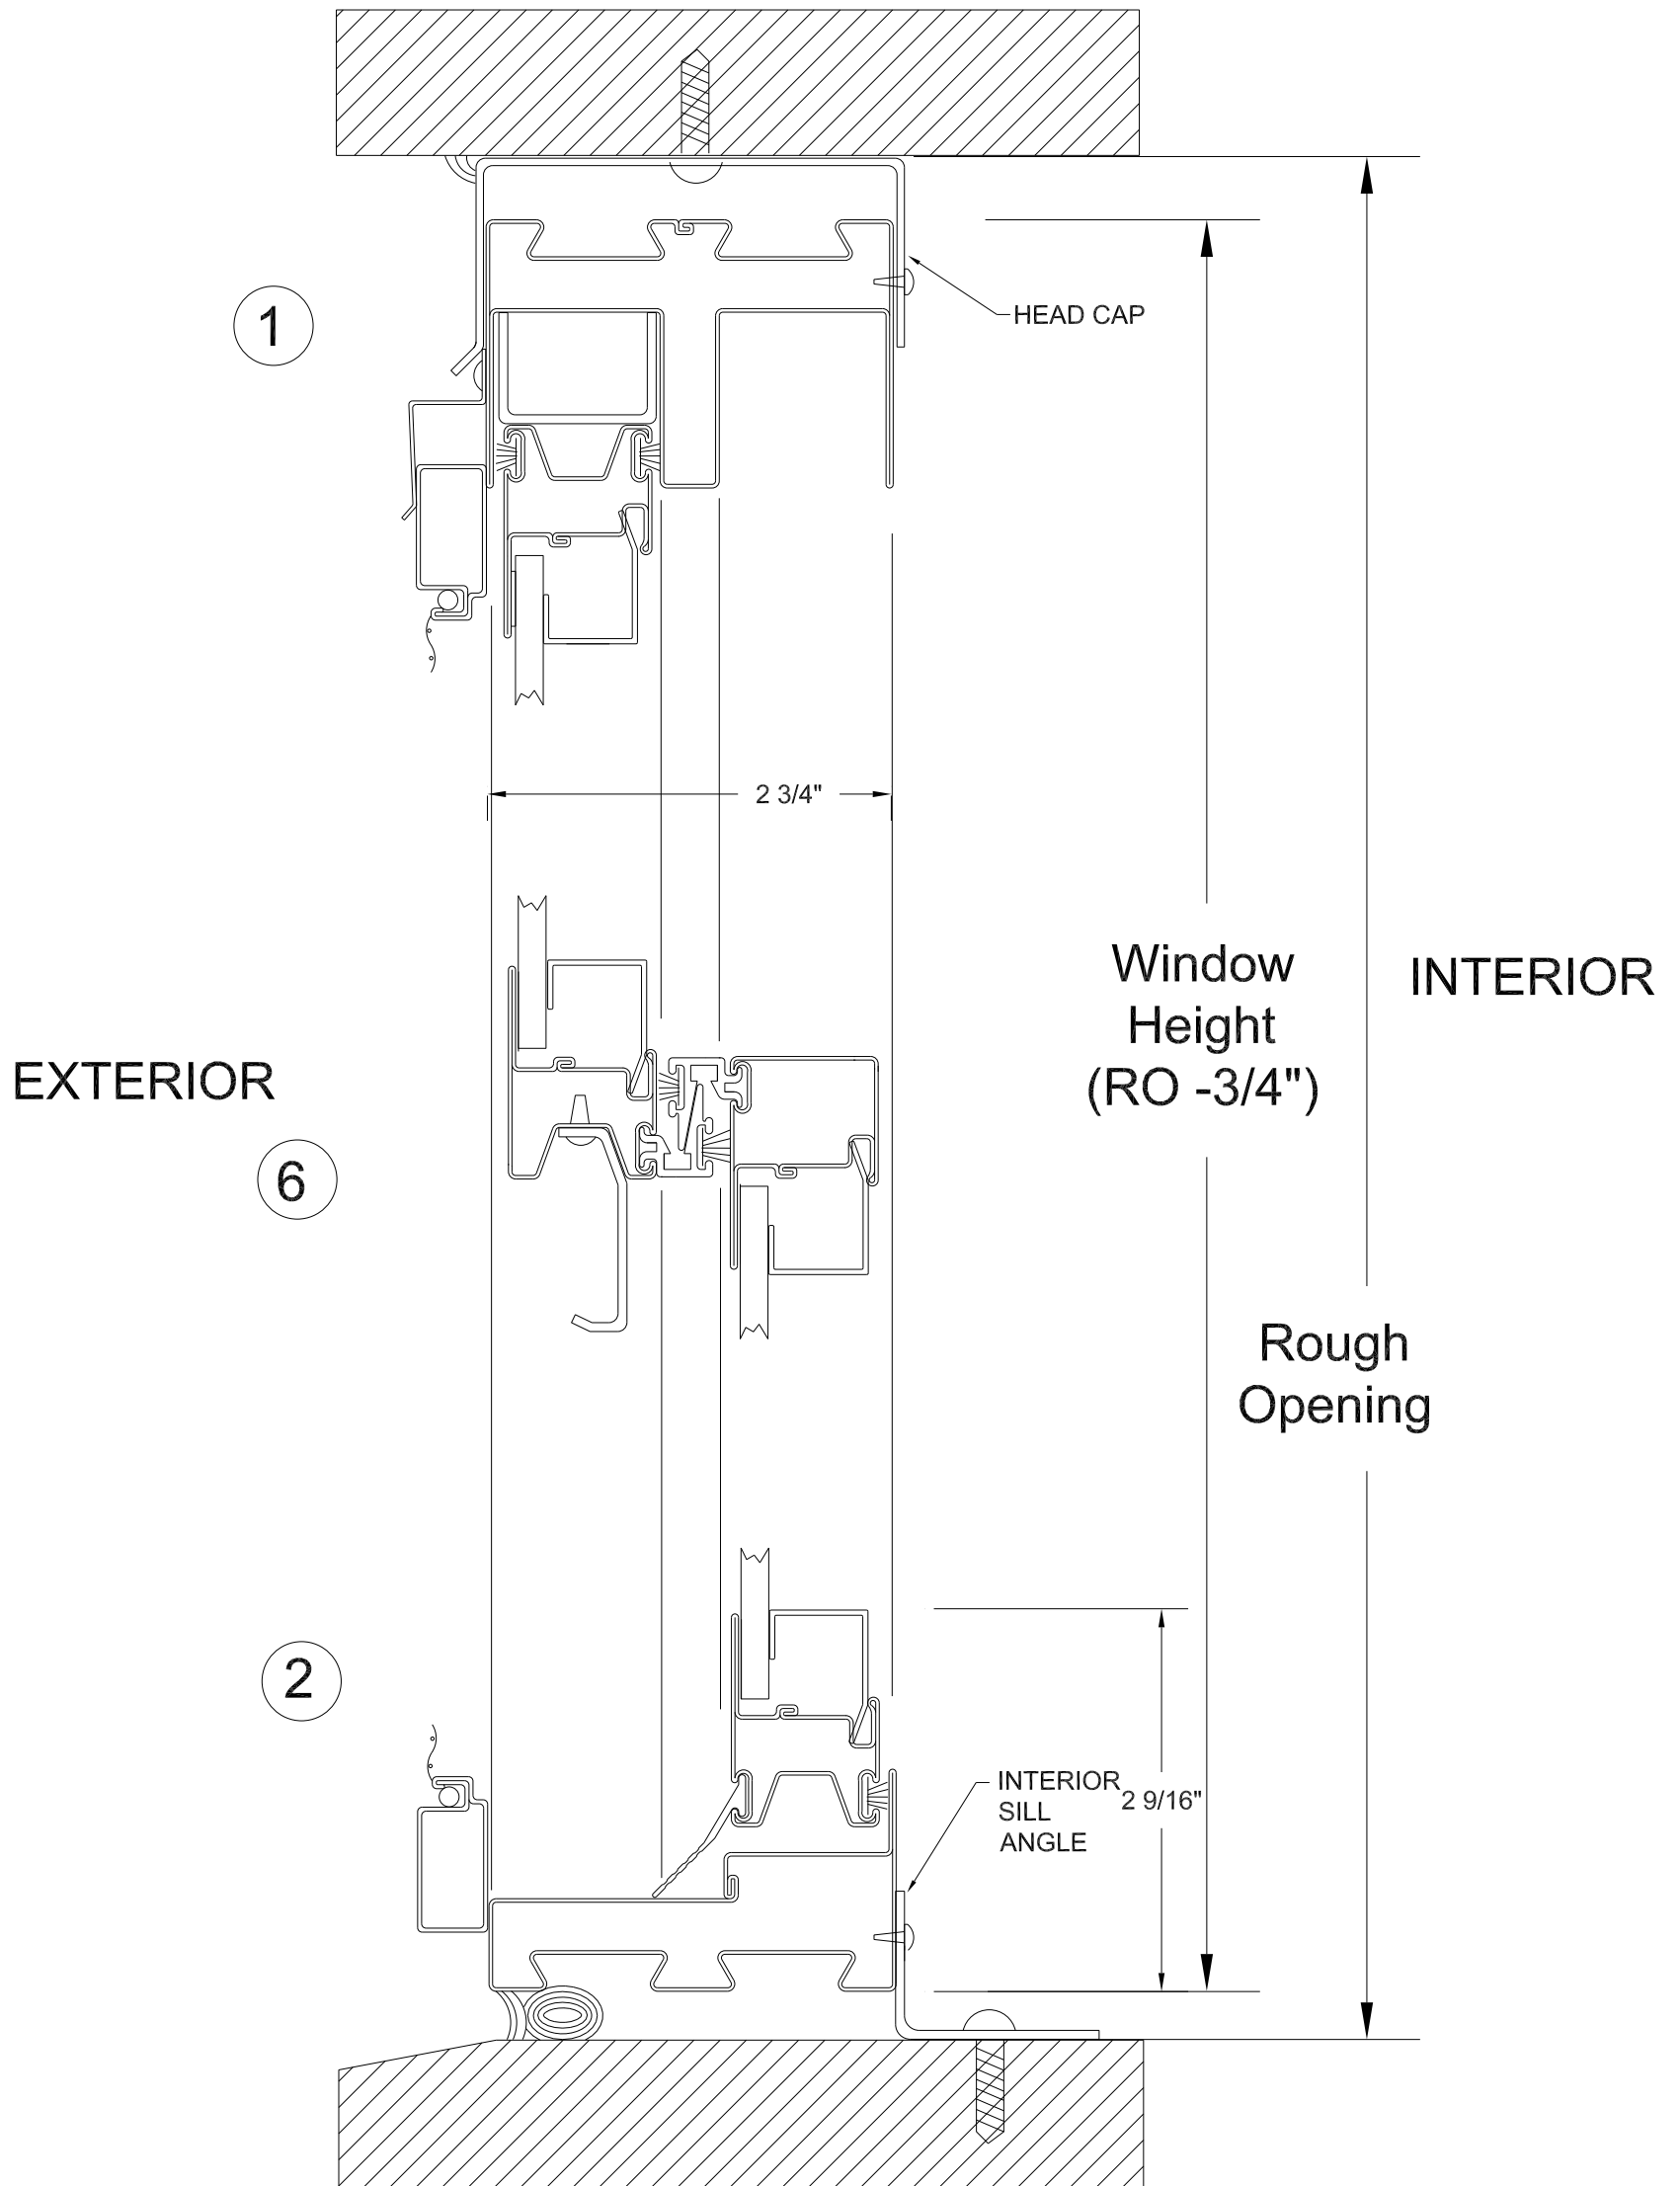 1
HEAD CAP
2 3/4"
Window
Height
(RO -3/4")
INTERIOR
EXTERIOR
6
Rough
Opening
2
INTERIOR
SILL
ANGLE
2 9/16"